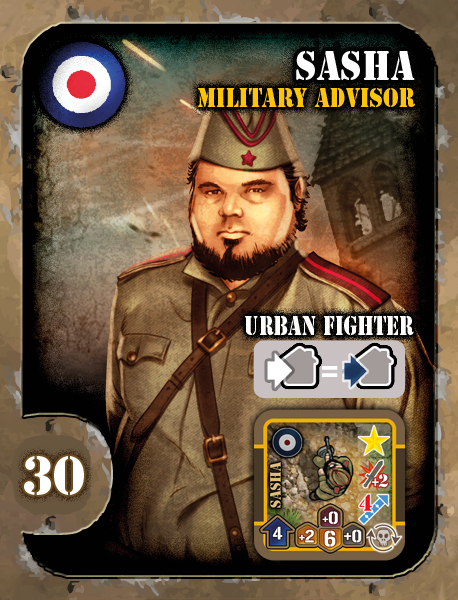 SASHA
MILITARY ADVISOR
URBAN FIGHTER
=
30
SASHA
+2
4
+0
4
+2
6
+0